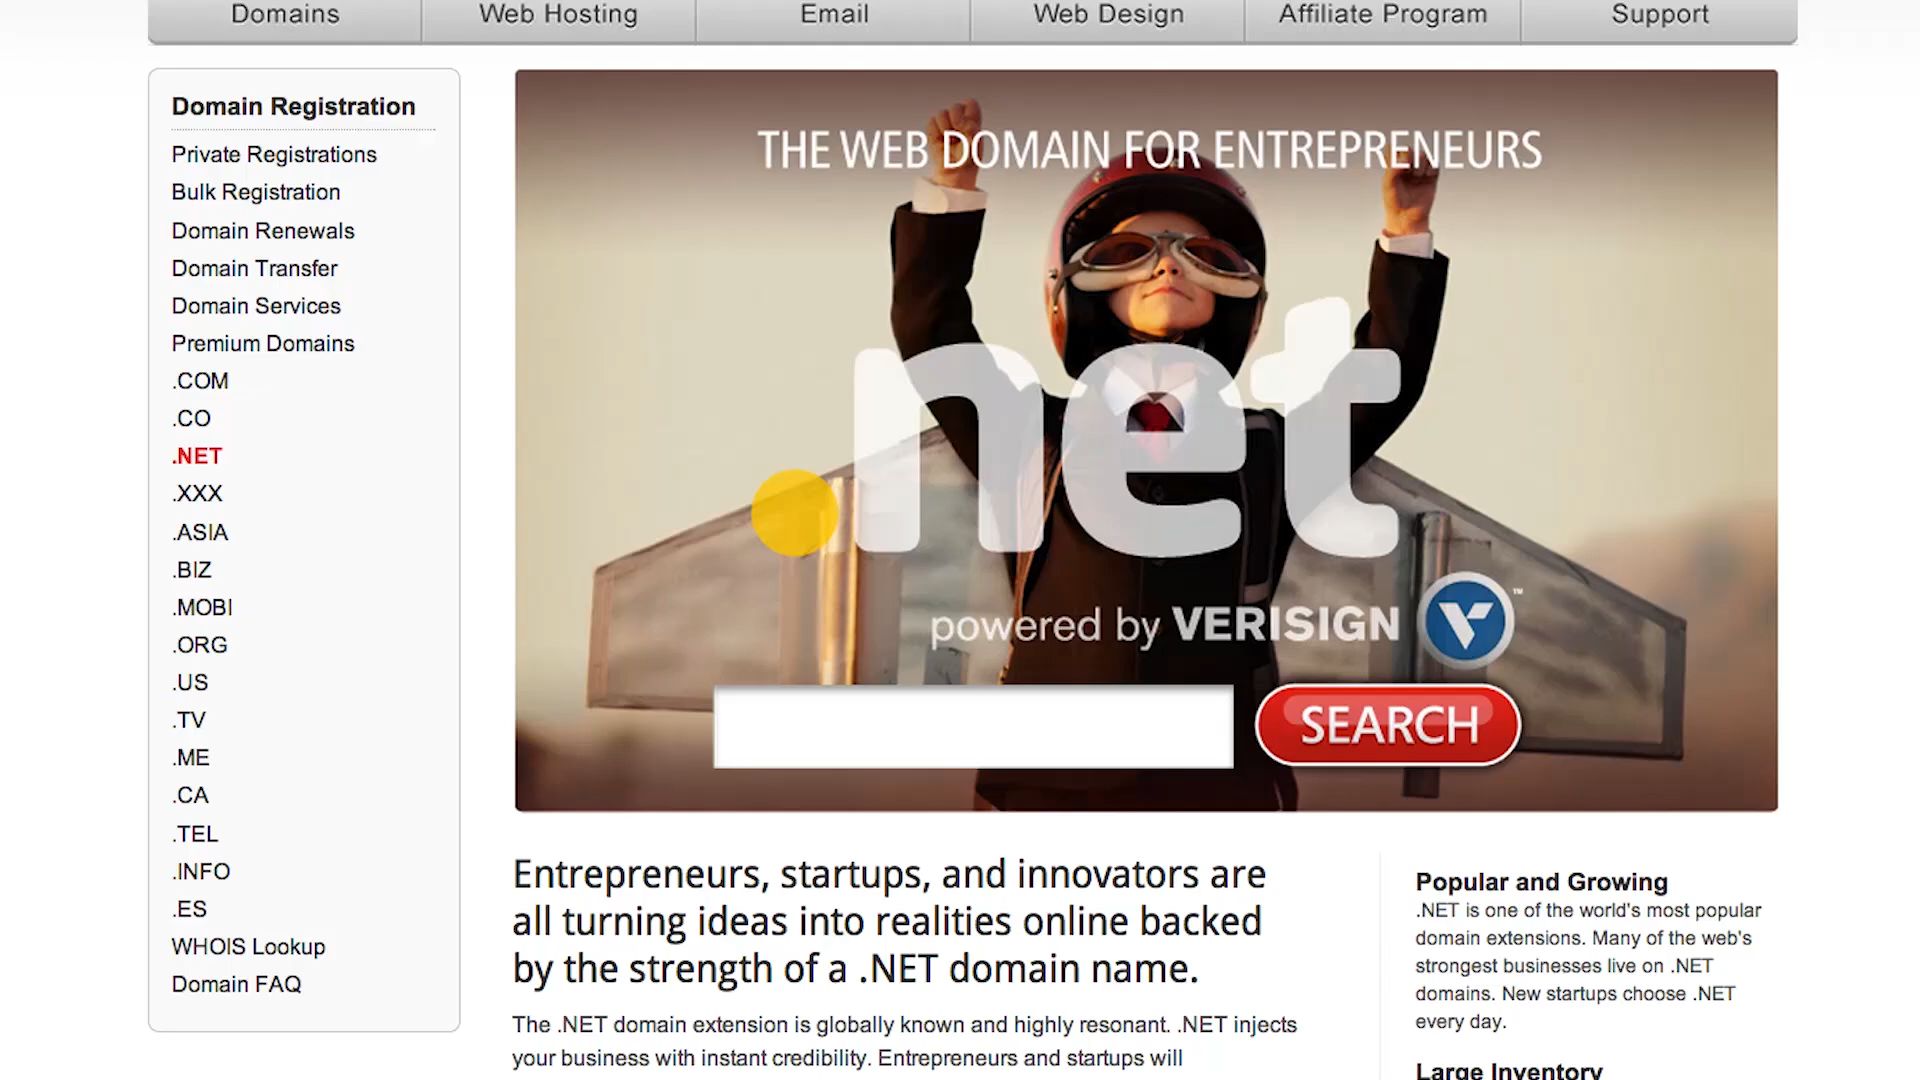 Domains
Web Hosting
Email
Web Design
Affiliate Program
Support
Domain Registration
Private Registrations
Bulk Registration
Domain Renewals
Domain Transfer
Domain Services
Premium Domains
.COM
.CO
.NET
.XXX
.ASIA
.BIZ
.MOBI
.ORG
.US
.TV
.ME
.CA
.TEL
.INFO
.ES
WHOIS Lookup
Domain FAQ
THE WEB DOMAIN FOR ENTREPRENEURS
.net
powered by VERISIGN ™
SEARCH
Entrepreneurs, startups, and innovators are
all turning ideas into realities online backed
by the strength of a .NET domain name.
The .NET domain extension is globally known and highly resonant. .NET injects
your business with instant credibility. Entrepreneurs and startups will
Popular and Growing
.NET is one of the world's most popular
domain extensions. Many of the web's
strongest businesses live on .NET
domains. New startups choose .NET
every day.
Large Inventory